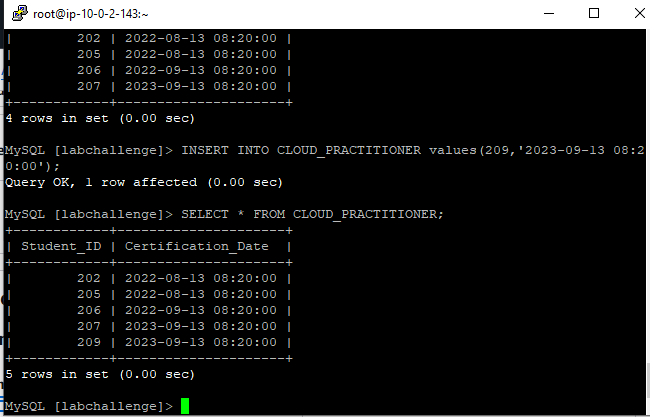 root@ip-10-0-2-143:~
|        202 | 2022-08-13 08:20:00 |
|        205 | 2022-08-13 08:20:00 |
|        206 | 2022-09-13 08:20:00 |
|        207 | 2023-09-13 08:20:00 |
+------------+---------------------+
4 rows in set (0.00 sec)
MySQL [labchallenge]> INSERT INTO CLOUD_PRACTITIONER values(209,'2023-09-13 08:2
0:00');
Query OK, 1 row affected (0.00 sec)
MySQL [labchallenge]> SELECT * FROM CLOUD_PRACTITIONER;
+------------+---------------------+
| Student_ID | Certification_Date  |
+------------+---------------------+
|        202 | 2022-08-13 08:20:00 |
|        205 | 2022-08-13 08:20:00 |
|        206 | 2022-09-13 08:20:00 |
|        207 | 2023-09-13 08:20:00 |
|        209 | 2023-09-13 08:20:00 |
+------------+---------------------+
5 rows in set (0.00 sec)
MySQL [labchallenge]>